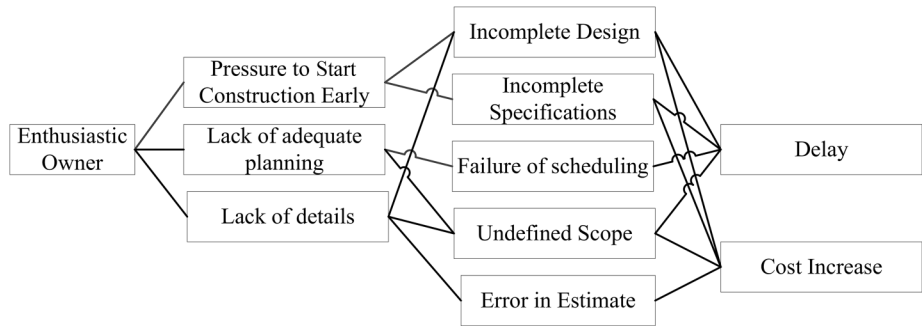 Enthusiastic
Owner
Pressure to Start
Construction Early
Lack of adequate
planning
Lack of details
Incomplete Design
Incomplete
Specifications
Failure of scheduling
Undefined Scope
Error in Estimate
Delay
Cost Increase